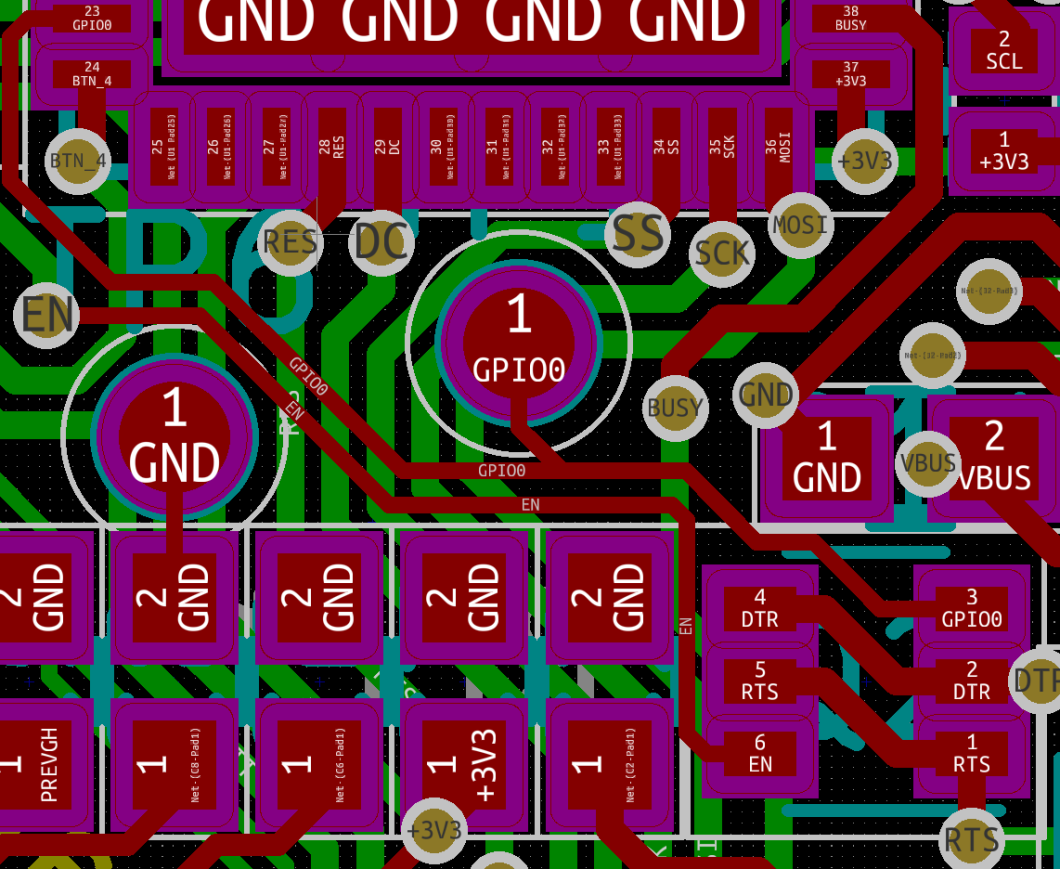 23
GPIO0
GND GND GND GND
38
BUSY
2
SCL
24
BTN_4
37
+3V3
25
Net-(U1-Pad25)
26
Net-(U1-Pad26)
27
Net-(U1-Pad27)
28
RES
29
DC
30
Net-(U1-Pad30)
31
Net-(U1-Pad31)
32
Net-(U1-Pad32)
33
Net-(U1-Pad33)
34
SS
35
SCK
36
MOSI
1
+3V3
BTN_4
+3V3
RES
DC
SS
SCK
MOSI
EN
1
GPIO0
GPIO0
EN
BUSY
GND
1
GND
1
GND
VBUS
2
VBUS
GPIO0
EN
2
GND
2
GND
2
GND
2
GND
2
GND
EN
4
DTR
3
GPIO0
5
RTS
2
DTR
DTR
6
EN
1
RTS
1
PREVGH
1
Net-(C8-Pad1)
1
Net-(C6-Pad1)
1
+3V3
1
Net-(C2-Pad1)
+3V3
RTS